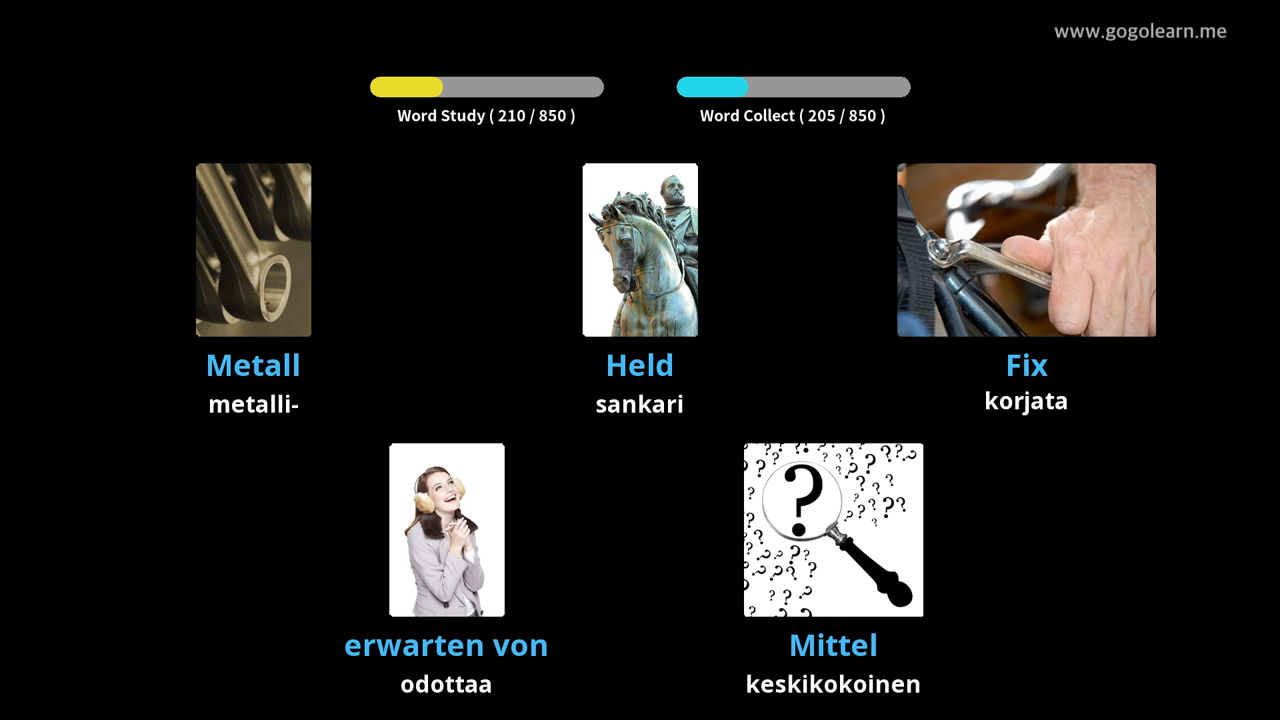 www.gogolearn.me
Word Study ( 210 / 850 )
Word Collect ( 205 / 850 )
Metall
metalli-
Held
sankari
Fix
korjata
erwarten von
odottaa
Mittel
keskikokoinen